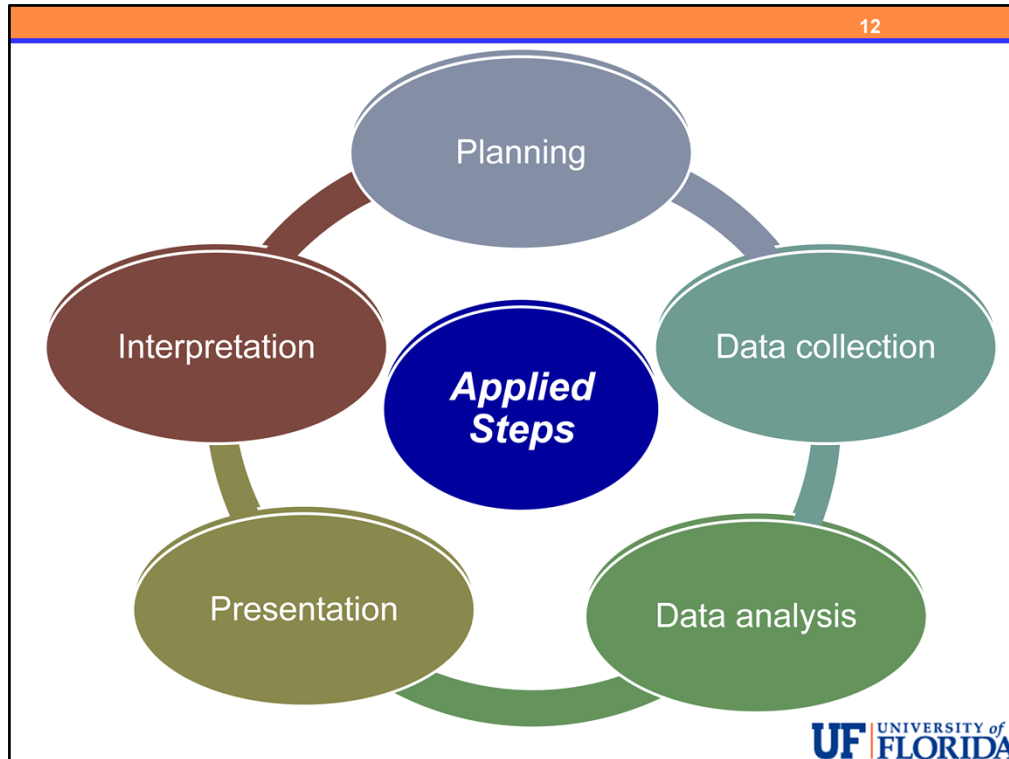 12
Planning
Data collection
Data analysis
Presentation
Interpretation
Applied
Steps
UF UNIVERSITY of
FLORIDA